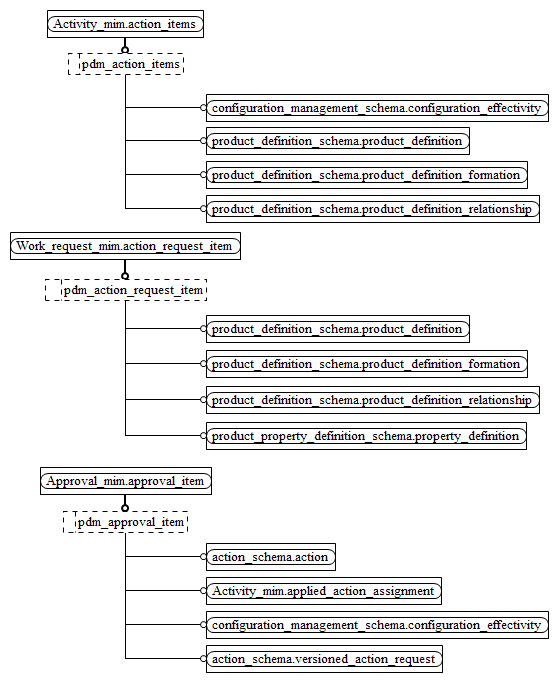 Activity_mim.action_items
pdm_action_items
configuration_management_schema.configuration_effectivity
product_definition_schema.product_definition
product_definition_schema.product_definition_formation
product_definition_schema.product_definition_relationship
Work_request_mim.action_request_item
pdm_action_request_item
product_definition_schema.product_definition
product_definition_schema.product_definition_formation
product_definition_schema.product_definition_relationship
product_property_definition_schema.property_definition
Approval_mim.approval_item
pdm_approval_item
action_schema.action
Activity_mim.applied_action_assignment
configuration_management_schema.configuration_effectivity
action_schema.versioned_action_request